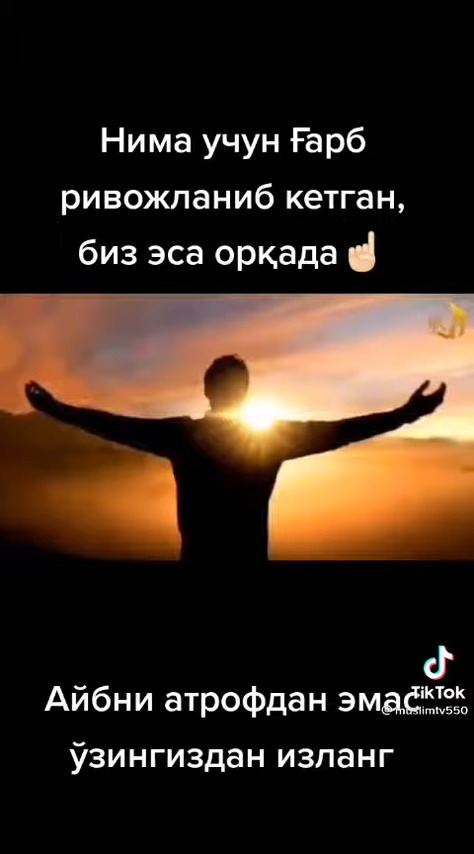 Нима учун Ғарб
ривожланиб кетган,
биз эса орқада☝🏻
Айбни атрофдан эмас
ўзингиздан изланг
TikTok
@muslimtv550